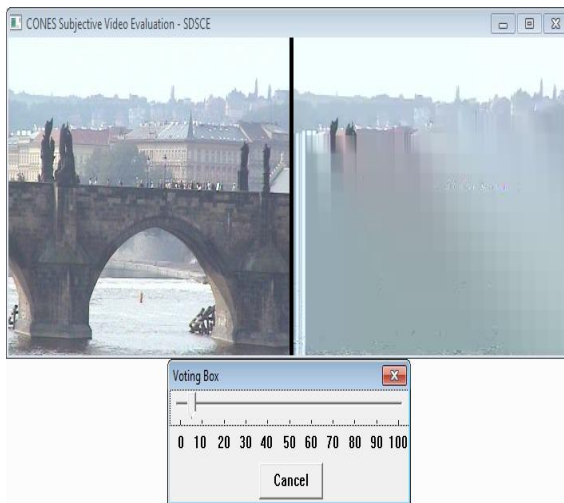 CONES Subjective Video Evaluation - SDSCE
Voting Box
0 10 20 30 40 50 60 70 80 90 100
Cancel